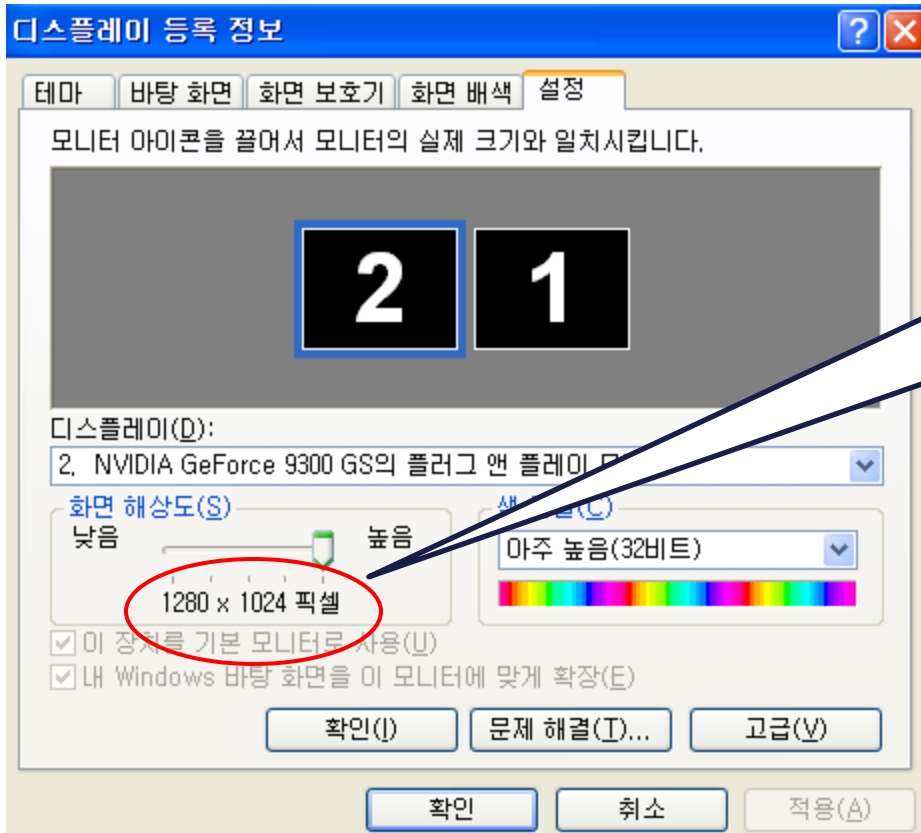 디스플레이 등록 정보
테마 바탕 화면 화면 보호기 화면 배색 설정
모니터 아이콘을 끌어서 모니터의 실제 크기와 일치시킵니다.
2 1
디스플레이(D):
2. NVIDIA GeForce 9300 GS의 플러그 앤 플레이
화면 해상도(S)
낮음 높음
1280 x 1024 픽셀
아주 높음(32비트)
이 장치를 기본 모니터로 사용(U)
내 Windows 바탕 화면을 이 모니터에 맞게 확장(E)
확인(I) 문제 해결(T)... 고급(V)
확인 취소 적용(A)